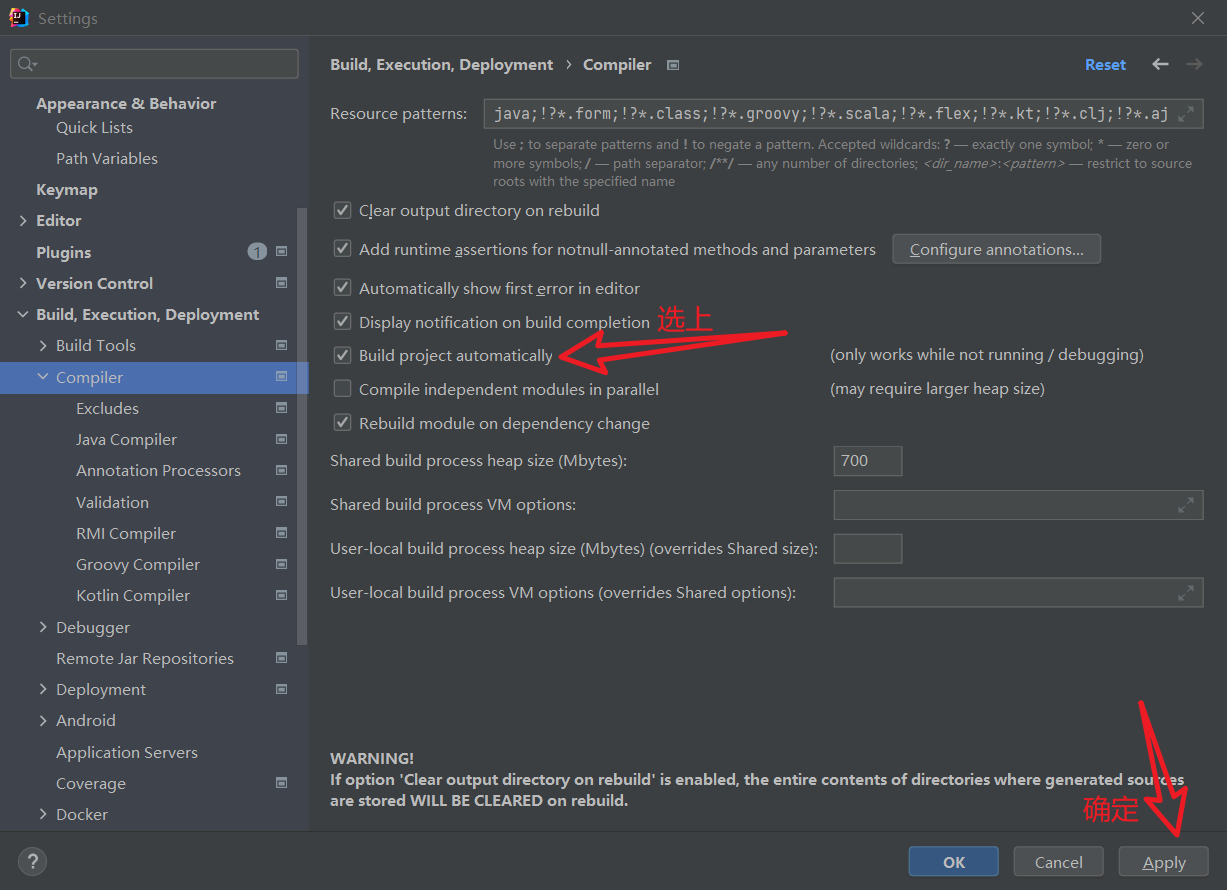 Settings
Appearance & Behavior
Quick Lists
Path Variables
Keymap
Editor
Plugins 1
Version Control
Build, Execution, Deployment
Build Tools
Compiler
Excludes
Java Compiler
Annotation Processors
Validation
RMI Compiler
Groovy Compiler
Kotlin Compiler
Debugger
Remote Jar Repositories
Deployment
Android
Application Servers
Coverage
Docker
Build, Execution, Deployment › Compiler Reset
Resource patterns: java;!?*.form;!?*.class;!?*.groovy;!?*.scala;!?*.flex;!?*.kt;!?*.clj;!?*.aj
Use ; to separate patterns and ! to negate a pattern. Accepted wildcards: ? — exactly one symbol; * — zero or
more symbols; / — path separator; /**/ — any number of directories; <dir_name>:<pattern> — restrict to source
roots with the specified name
Clear output directory on rebuild
Add runtime assertions for notnull-annotated methods and parameters Configure annotations...
Automatically show first error in editor
Display notification on build completion 选上
Build project automatically (only works while not running / debugging)
Compile independent modules in parallel (may require larger heap size)
Rebuild module on dependency change
Shared build process heap size (Mbytes): 700
Shared build process VM options:
User-local build process heap size (Mbytes) (overrides Shared size):
User-local build process VM options (overrides Shared options):
WARNING!
If option 'Clear output directory on rebuild' is enabled, the entire contents of directories where generated sources
are stored WILL BE CLEARED on rebuild.
确定
? OK Cancel Apply